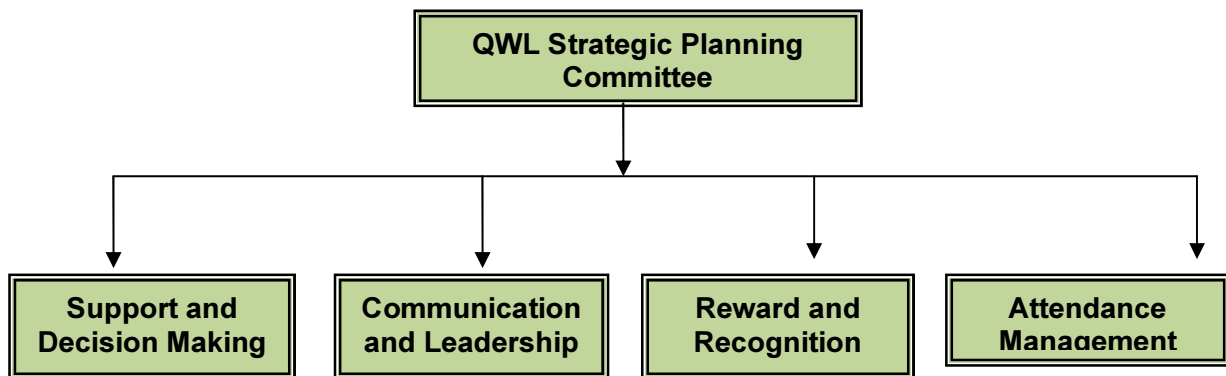 QWL Strategic Planning
Committee
Support and
Decision Making
Communication
and Leadership
Reward and
Recognition
Attendance
Management